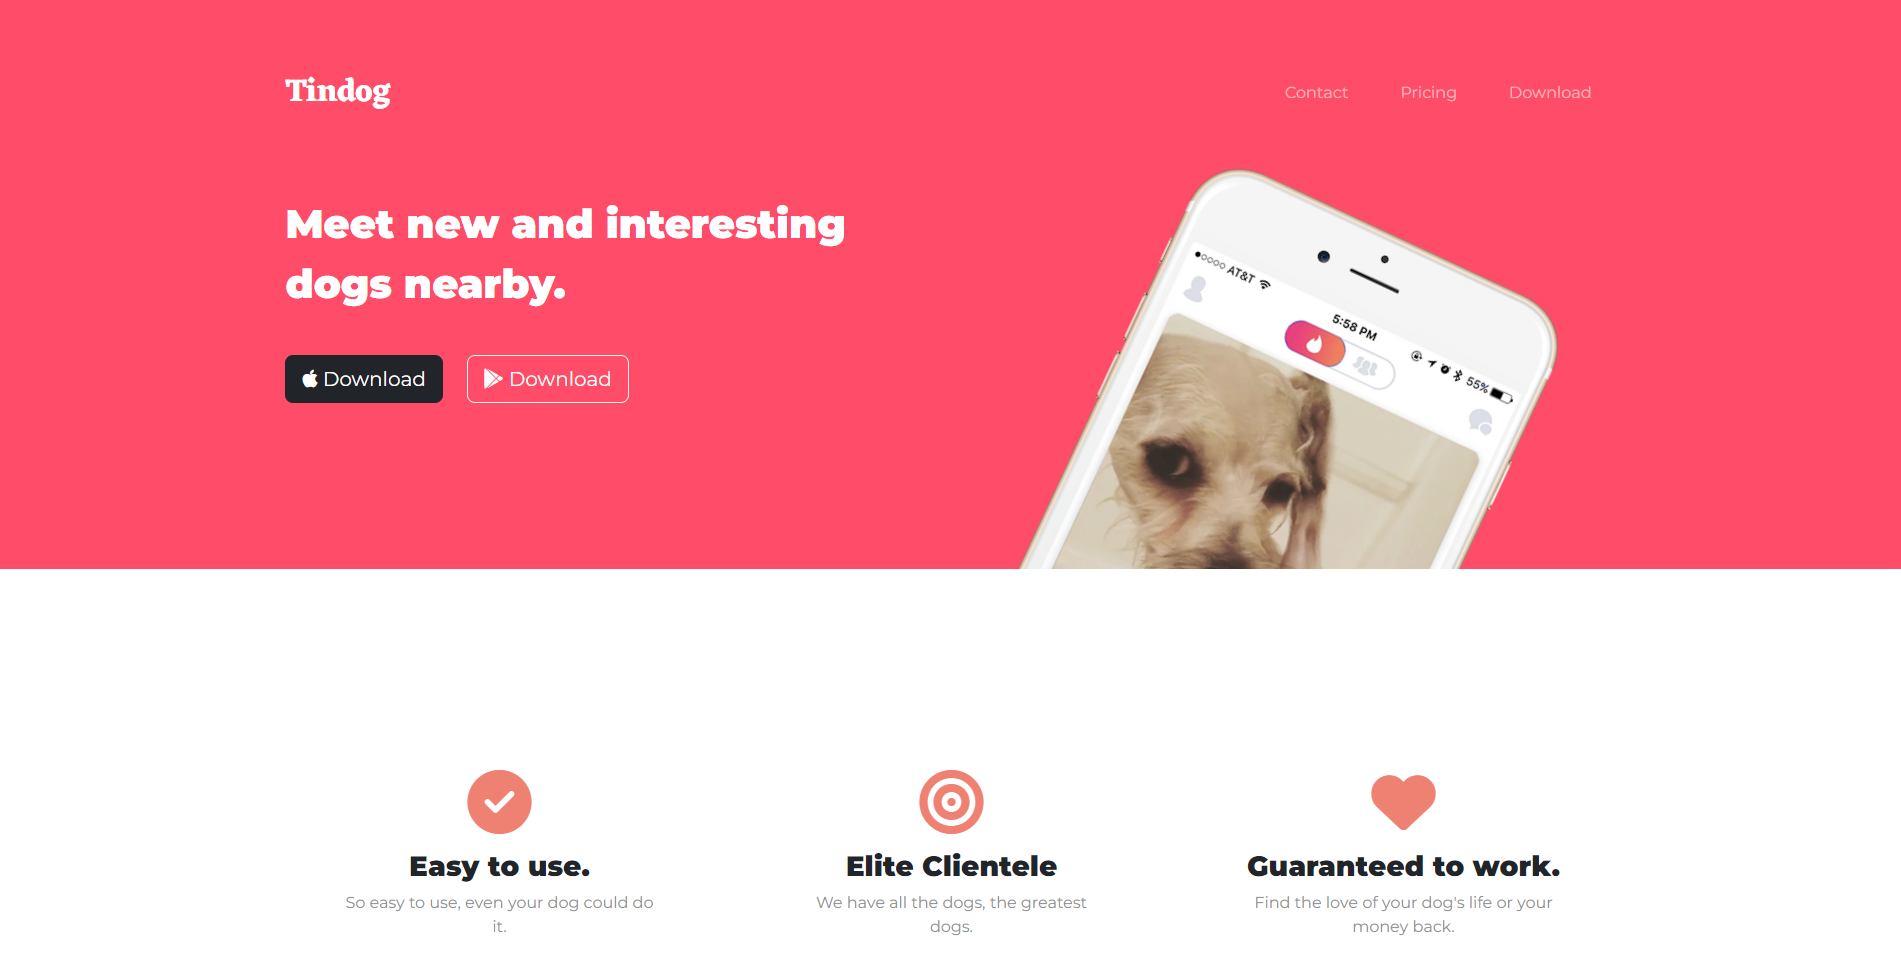 Tindog
Contact Pricing Download
Meet new and interesting
dogs nearby.
Download Download
AT&T
5:58 PM
55%
Easy to use.
So easy to use, even your dog could do
it.
Elite Clientele
We have all the dogs, the greatest
dogs.
Guaranteed to work.
Find the love of your dog's life or your
money back.